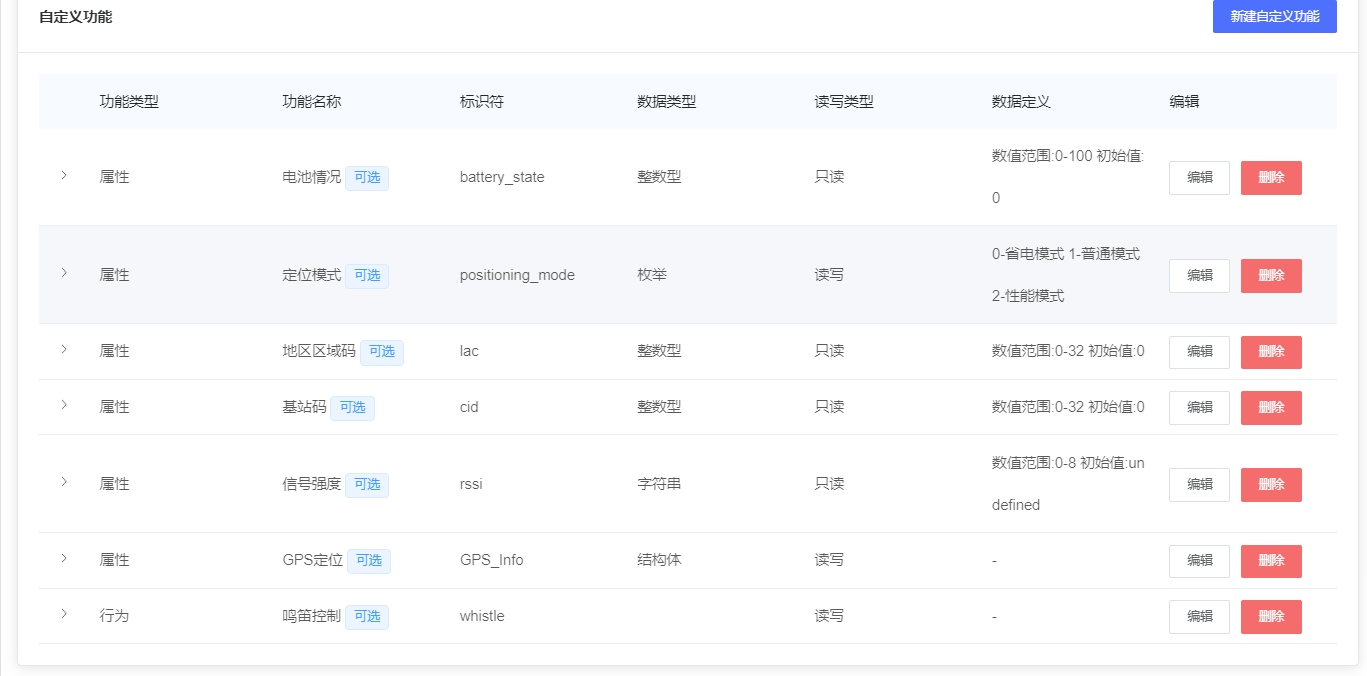 自定义功能 新建自定义功能
功能类型 功能名称 标识符 数据类型 读写类型 数据定义 编辑
属性 电池情况 可选 battery_state 整数型 只读 数值范围:0-100 初始值:
0 编辑 删除
属性 定位模式 可选 positioning_mode 枚举 读写 0-省电模式 1-普通模式
2-性能模式 编辑 删除
属性 地区区域码 可选 lac 整数型 只读 数值范围:0-32 初始值:0 编辑 删除
属性 基站码 可选 cid 整数型 只读 数值范围:0-32 初始值:0 编辑 删除
属性 信号强度 可选 rssi 字符串 只读 数值范围:0-8 初始值:un
defined 编辑 删除
属性 GPS定位 可选 GPS_Info 结构体 读写 - 编辑 删除
行为 鸣笛控制 可选 whistle 读写 - 编辑 删除